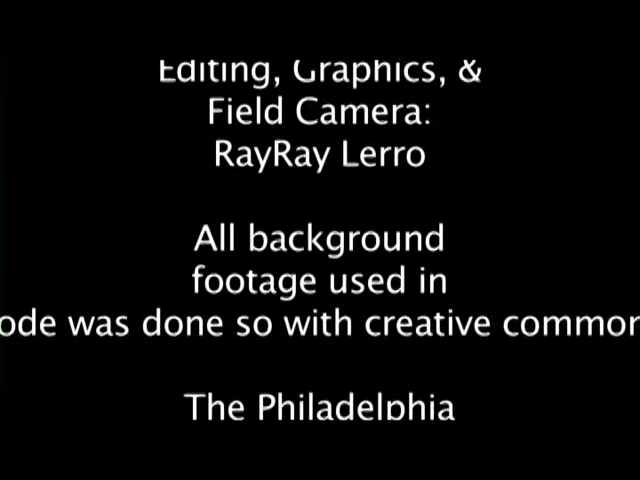 Editing, Graphics, &
Field Camera:
RayRay Lerro
All background
footage used in
ode was done so with creative common
The Philadelphia